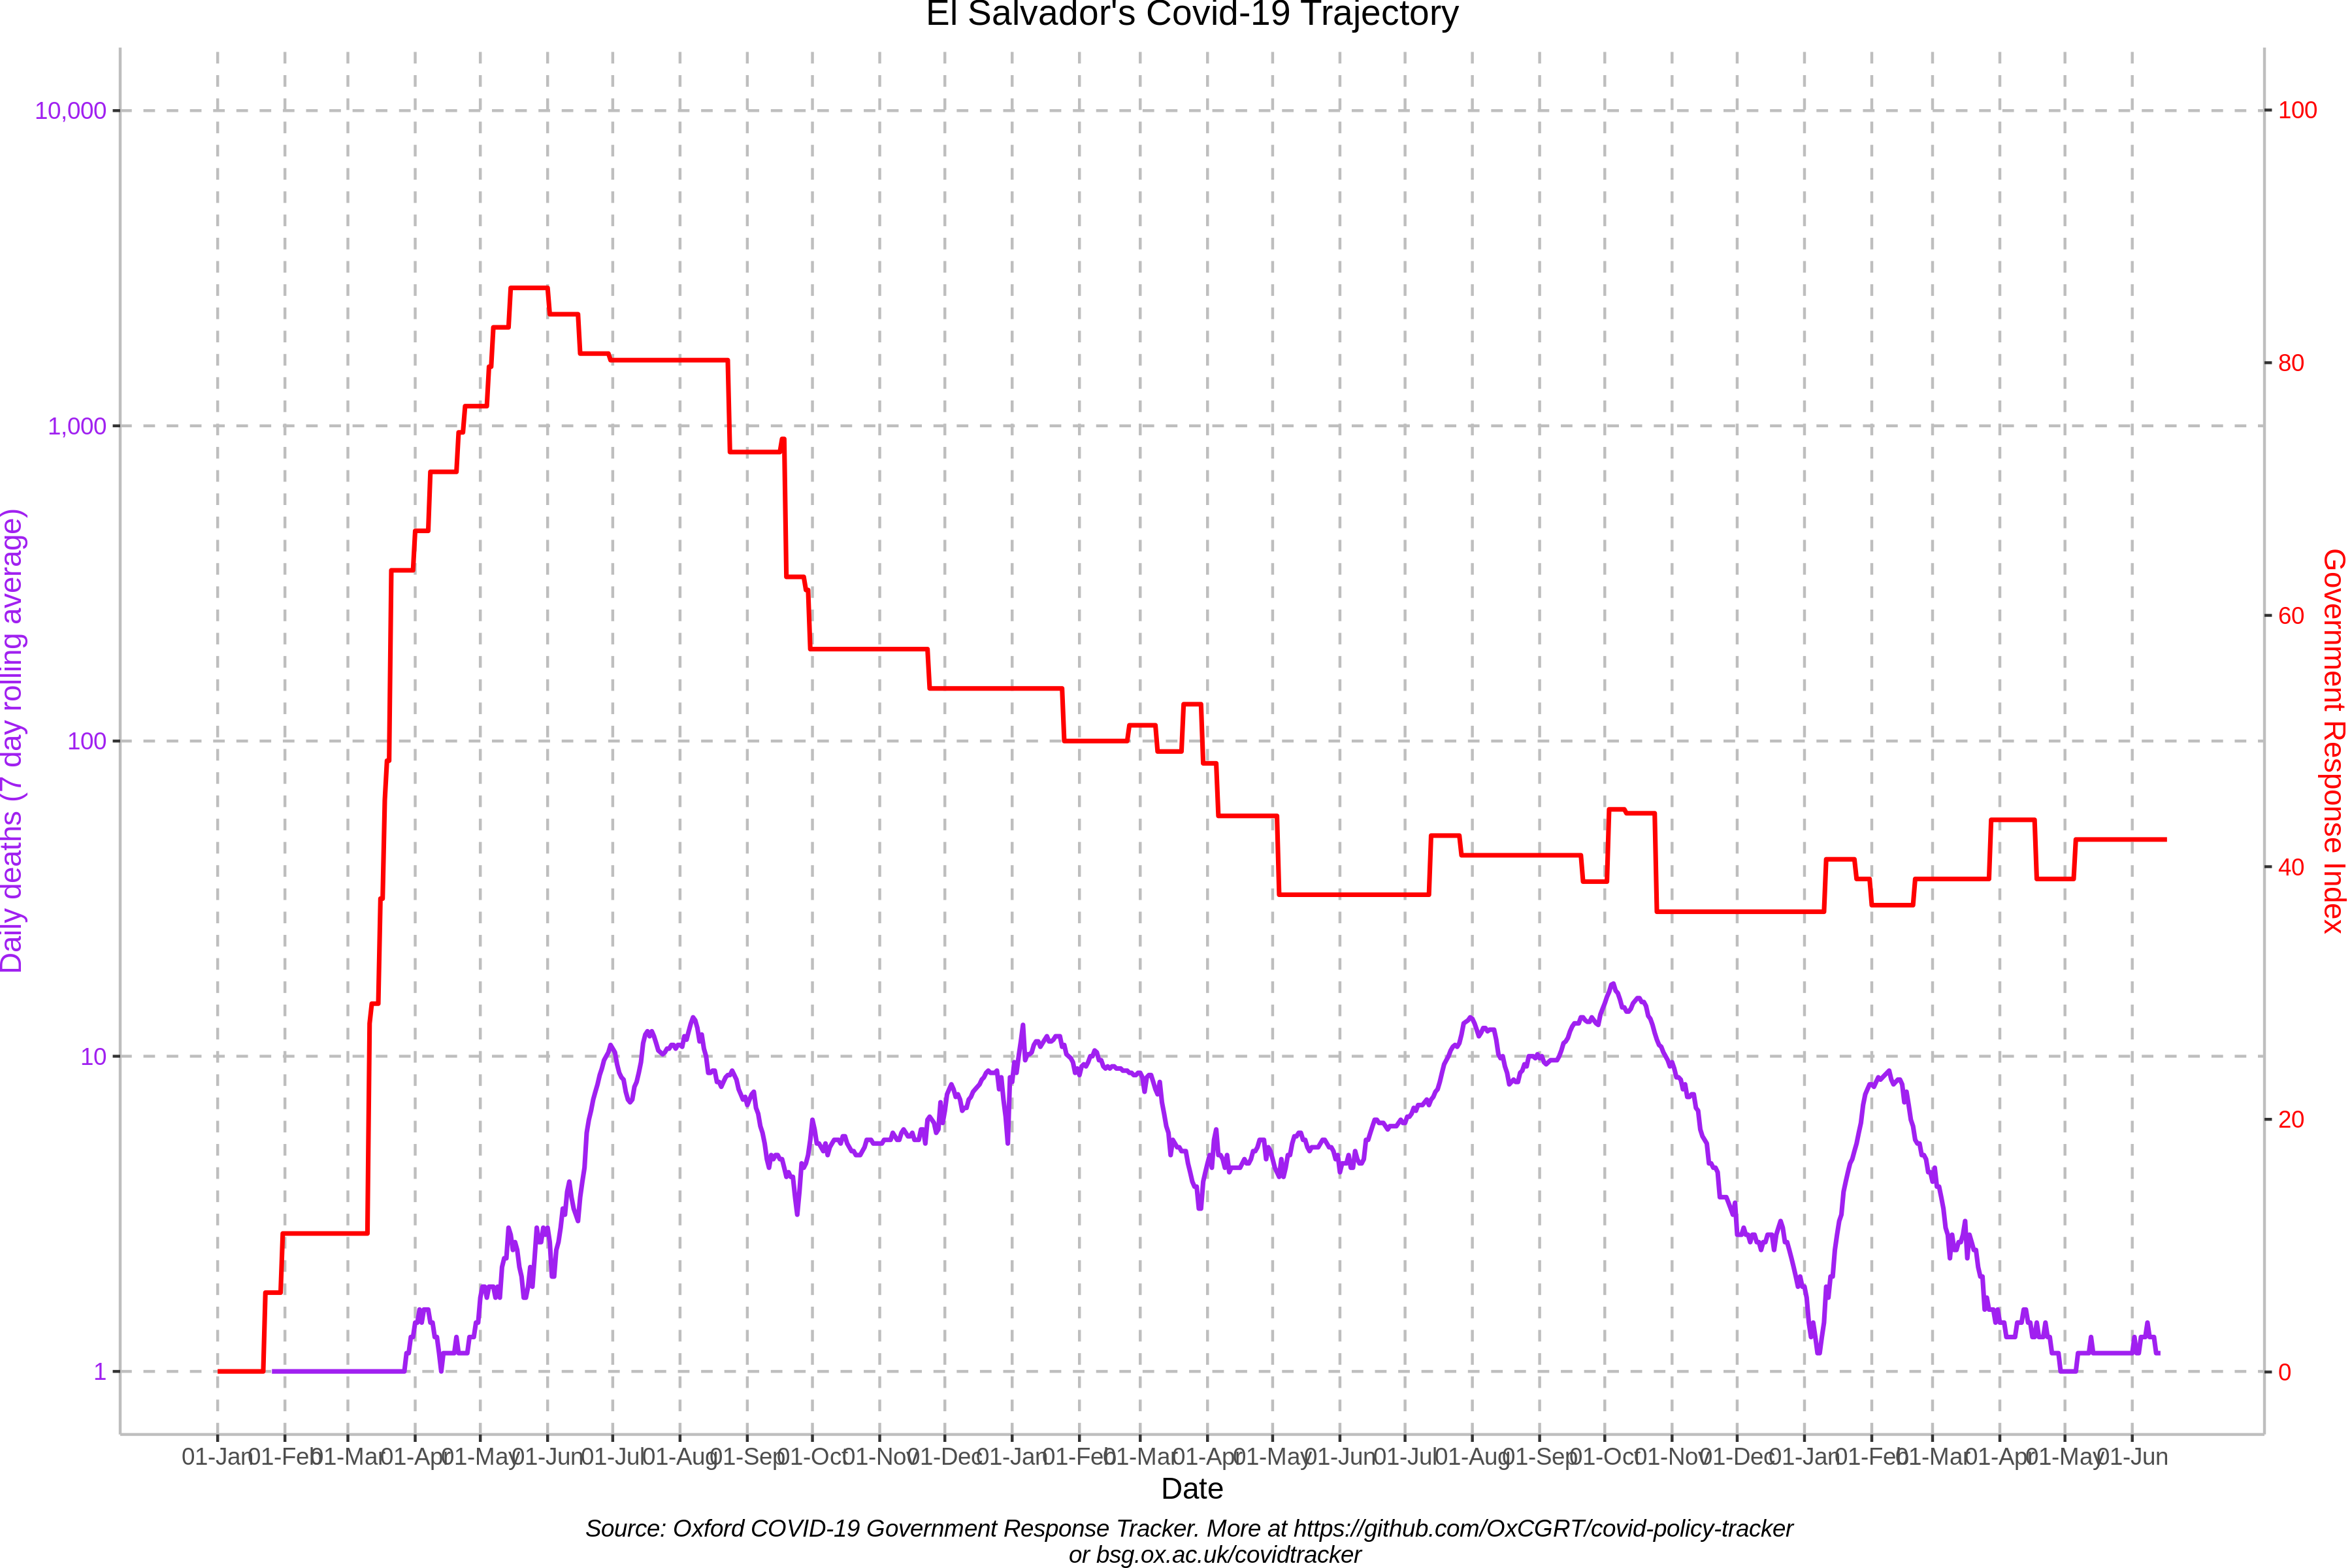 El Salvador's Covid-19 Trajectory
10,000
1,000
100
10
1
Daily deaths (7 day rolling average)
100
80
60
40
20
0
Government Response Index
01-Jan 01-Feb 01-Mar 01-Apr 01-May 01-Jun 01-Jul 01-Aug 01-Sep 01-Oct 01-Nov 01-Dec 01-Jan 01-Feb 01-Mar 01-Apr 01-May 01-Jun 01-Jul 01-Aug 01-Sep 01-Oct 01-Nov 01-Dec 01-Jan 01-Feb 01-Mar 01-Apr 01-May 01-Jun
Date
Source: Oxford COVID-19 Government Response Tracker. More at https://github.com/OxCGRT/covid-policy-tracker
or bsg.ox.ac.uk/covidtracker